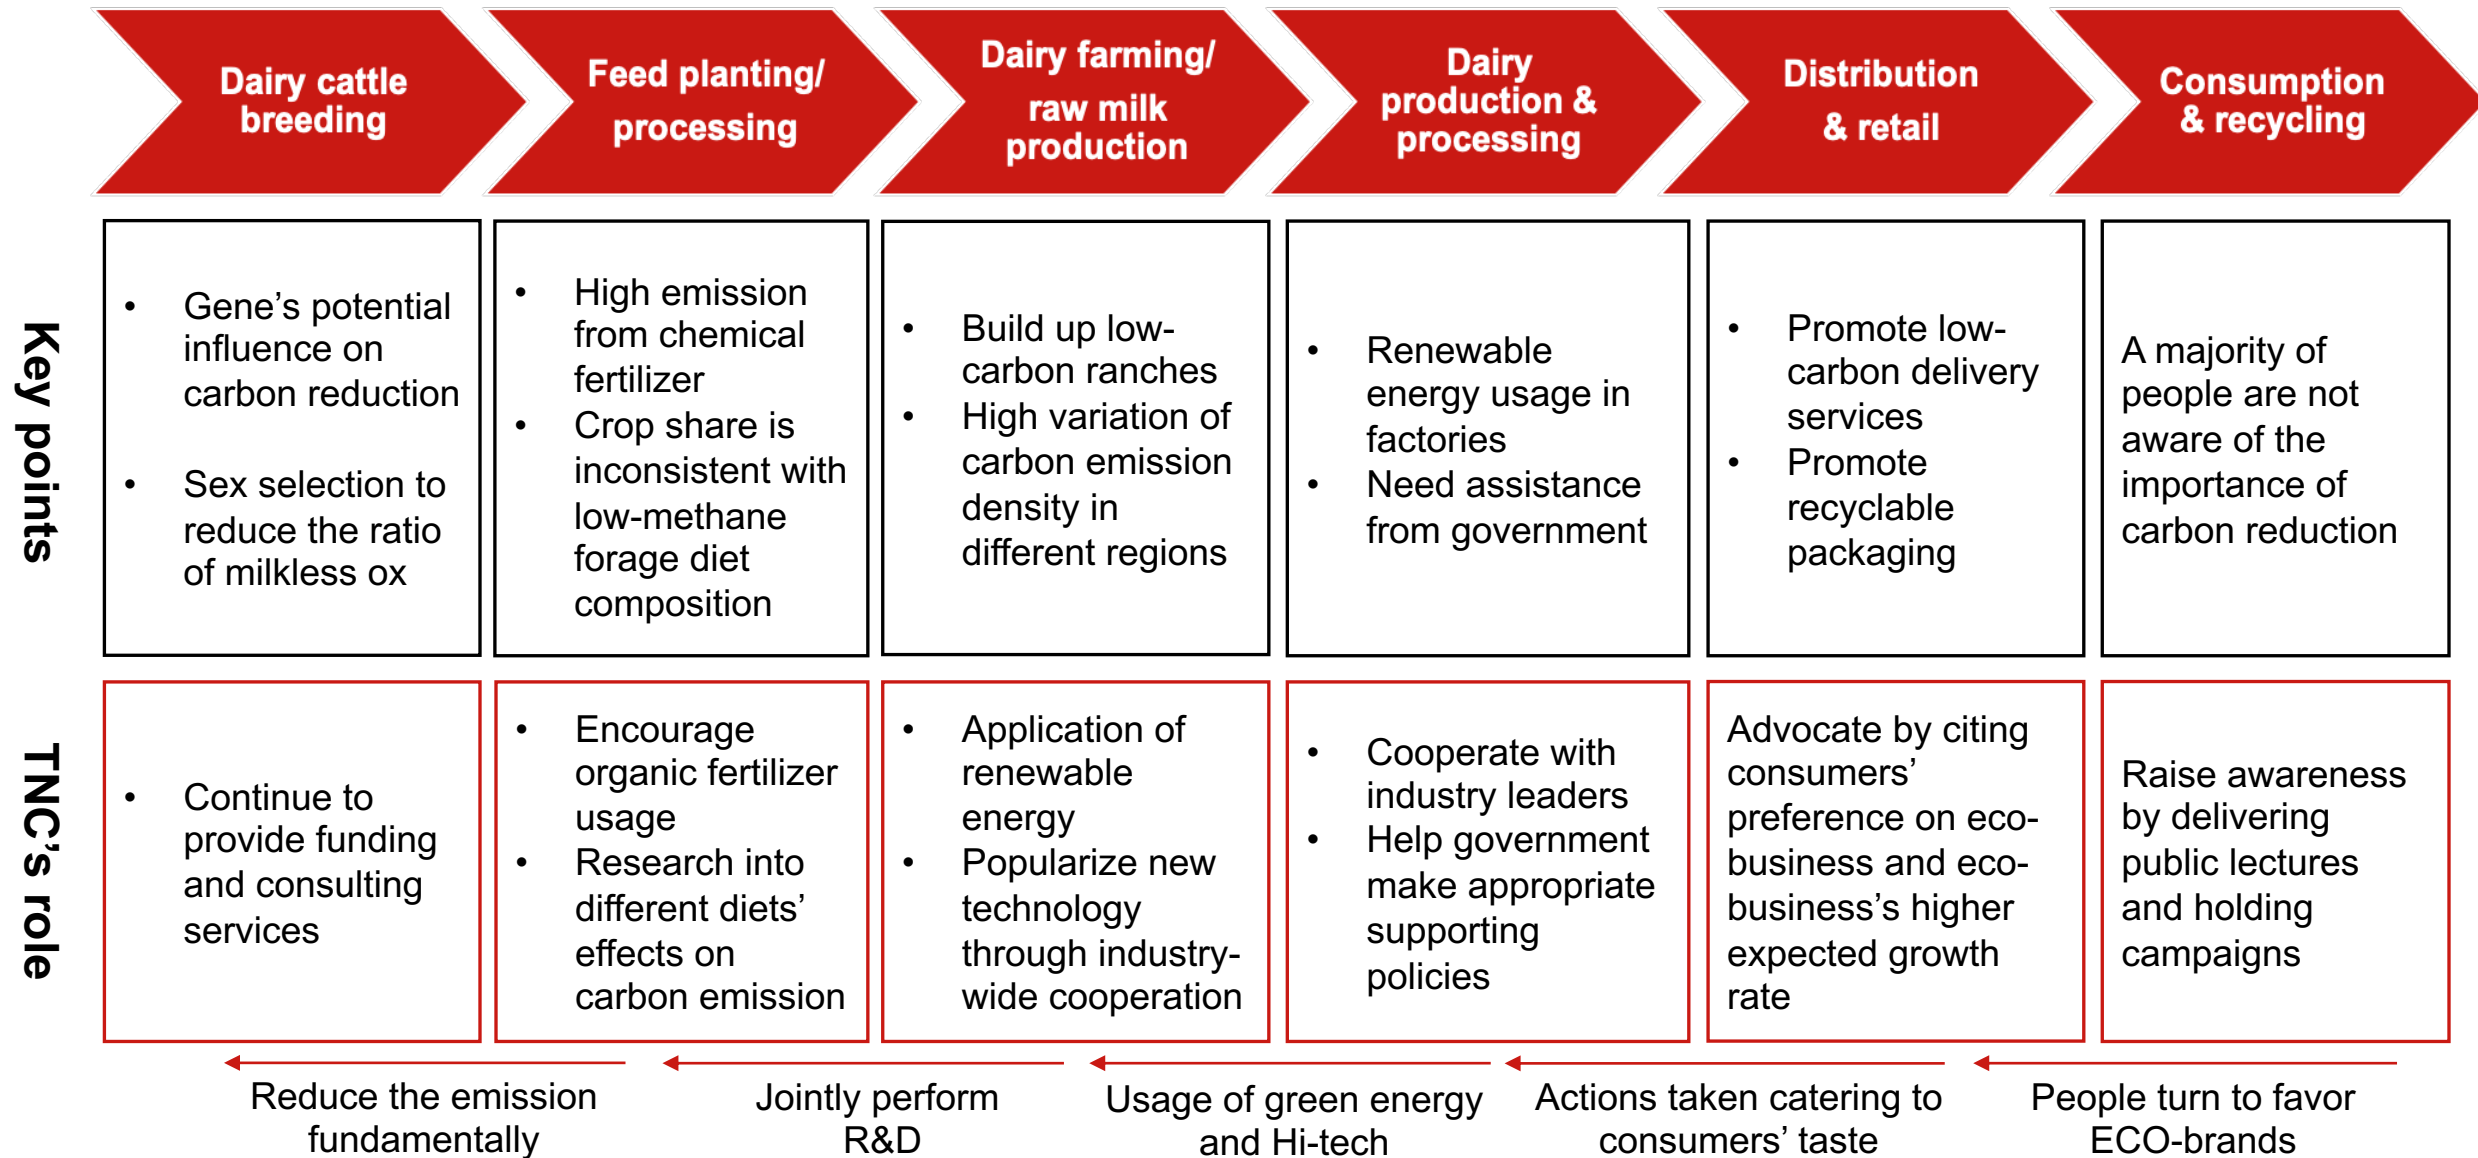 Dairy cattle
breeding
Feed planting/
processing
Dairy farming/
raw milk
production
Dairy
production &
processing
Distribution
& retail
Consumption
& recycling
Key points
• Gene’s potential
influence on
carbon reduction
• Sex selection to
reduce the ratio
of milkless ox
• High emission
from chemical
fertilizer
• Crop share is
inconsistent with
low-methane
forage diet
composition
• Build up low-
carbon ranches
• High variation of
carbon emission
density in
different regions
• Renewable
energy usage in
factories
• Need assistance
from government
• Promote low-
carbon delivery
services
• Promote
recyclable
packaging
A majority of
people are not
aware of the
importance of
carbon reduction
TNC’s role
• Continue to
provide funding
and consulting
services
• Encourage
organic fertilizer
usage
• Research into
different diets’
effects on
carbon emission
• Application of
renewable
energy
• Popularize new
technology
through industry-
wide cooperation
• Cooperate with
industry leaders
• Help government
make appropriate
supporting
policies
Advocate by citing
consumers’
preference on eco-
business and eco-
business’s higher
expected growth
rate
Raise awareness
by delivering
public lectures
and holding
campaigns
Reduce the emission
fundamentally
Jointly perform
R&D
Usage of green energy
and Hi-tech
Actions taken catering to
consumers’ taste
People turn to favor
ECO-brands